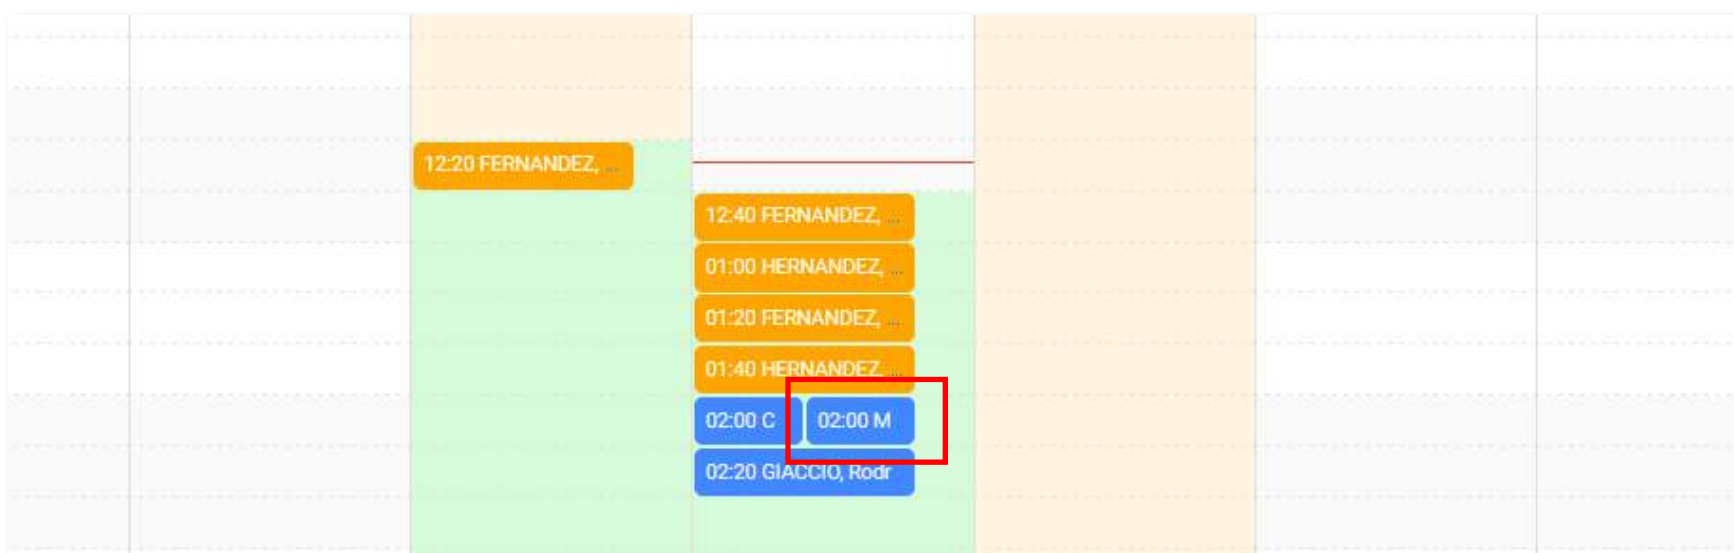 12:20 FERNANDEZ, ...
12:40 FERNANDEZ, ...
01:00 HERNANDEZ, ...
01:20 FERNANDEZ, ...
01:40 HERNANDEZ, ...
02:00 C
02:00 M
02:20 GIACCIO, Rodr